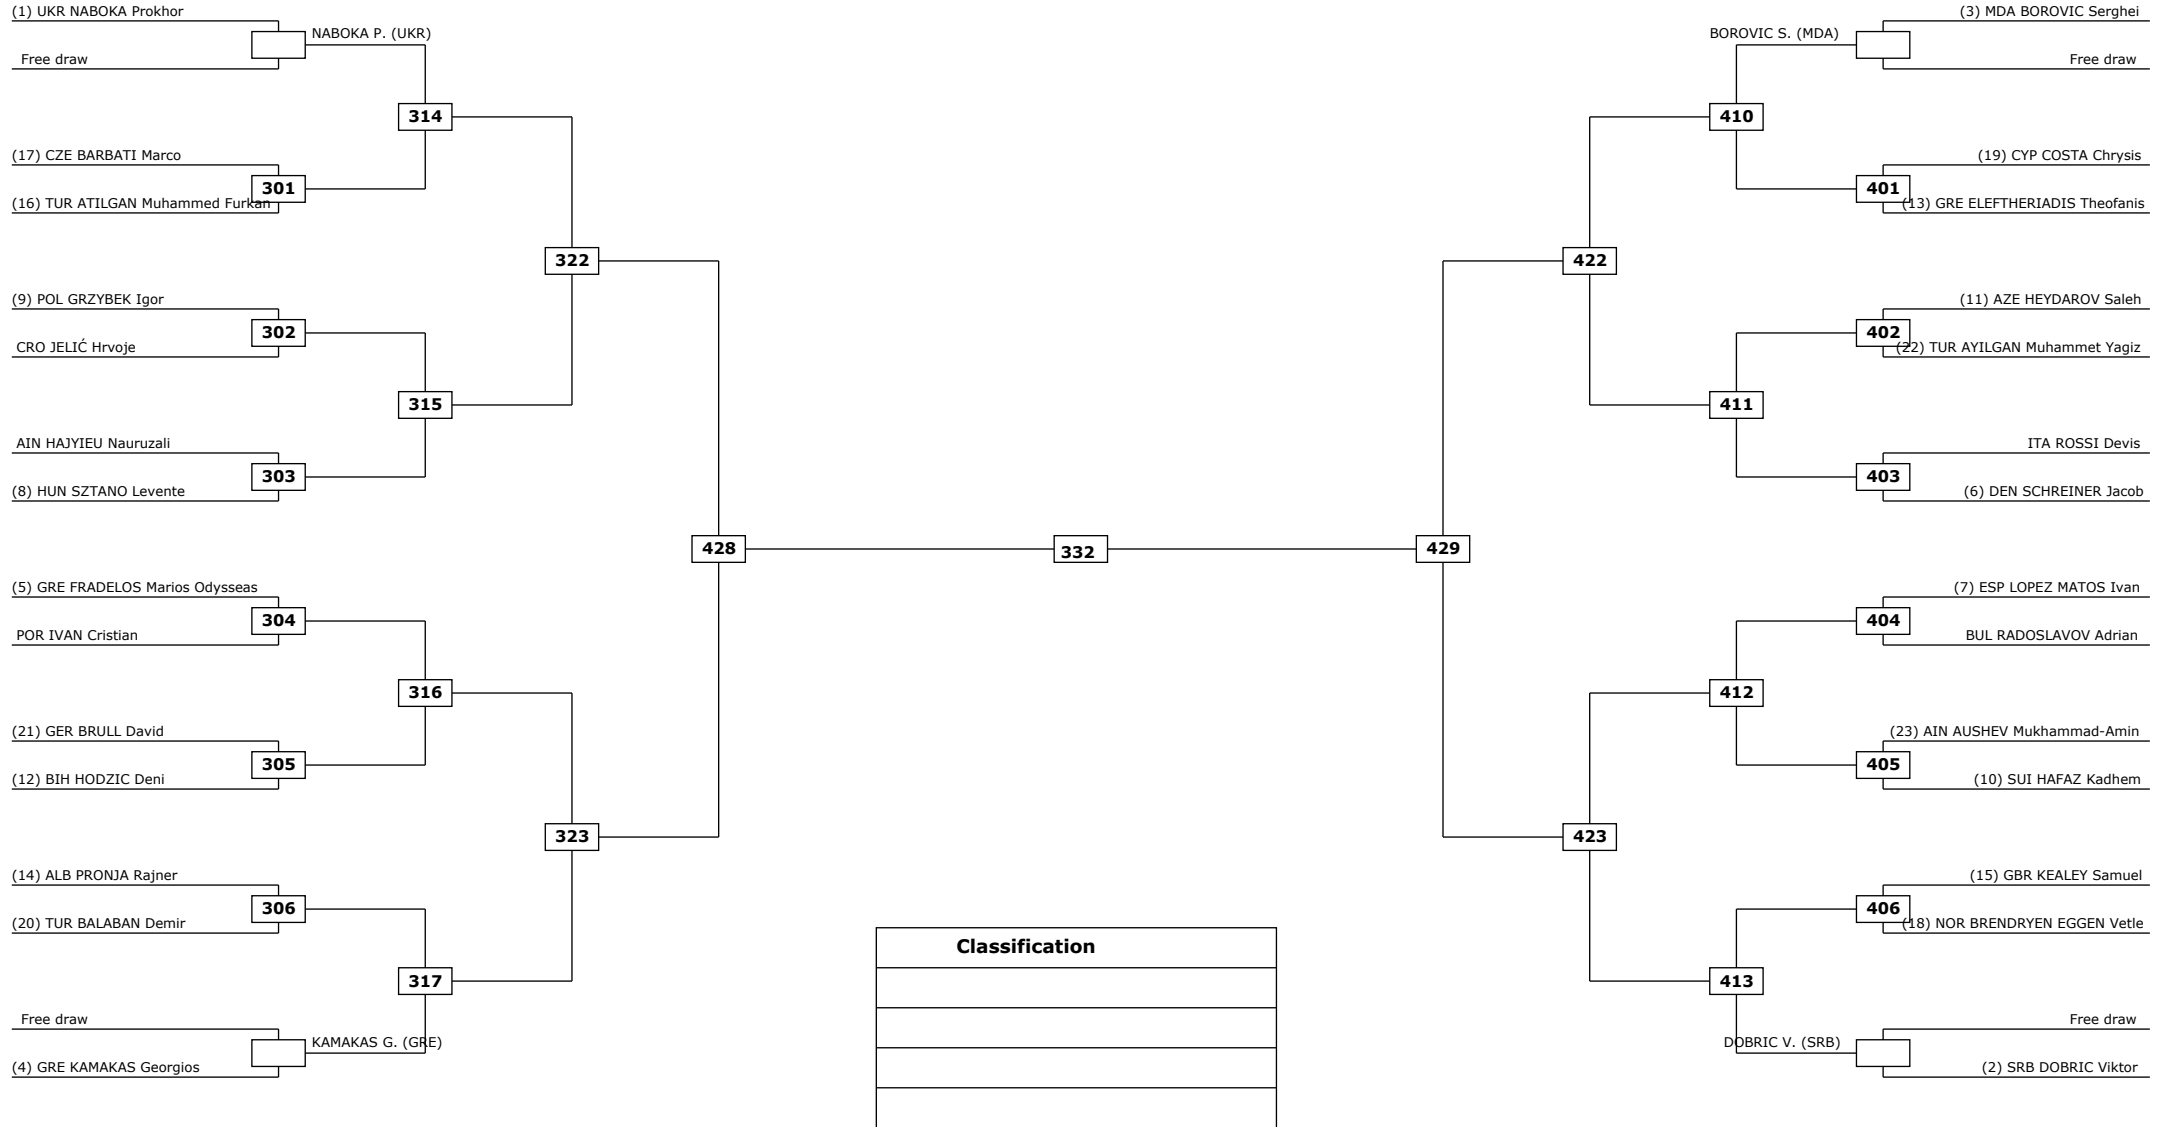 (1) UKR NABOKA Prokhor
NABOKA P. (UKR)
Free draw
314
(17) CZE BARBATI Marco
301
(16) TUR ATILGAN Muhammed Furkan
322
(9) POL GRZYBEK Igor
302
CRO JELIĆ Hrvoje
315
AIN HAJYIEU Nauruzali
303
(8) HUN SZTANO Levente
428
(5) GRE FRADELOS Marios Odysseas
304
POR IVAN Cristian
316
(21) GER BRULL David
305
(12) BIH HODZIC Deni
323
(14) ALB PRONJA Rajner
306
(20) TUR BALABAN Demir
317
Free draw
KAMAKAS G. (GRE)
(4) GRE KAMAKAS Georgios
332
Classification
(3) MDA BOROVIC Serghei
BOROVIC S. (MDA)
Free draw
410
(19) CYP COSTA Chrysis
401
(13) GRE ELEFTHERIADIS Theofanis
422
(11) AZE HEYDAROV Saleh
402
(22) TUR AYILGAN Muhammet Yagiz
411
ITA ROSSI Devis
403
(6) DEN SCHREINER Jacob
429
(7) ESP LOPEZ MATOS Ivan
404
BUL RADOSLAVOV Adrian
412
(23) AIN AUSHEV Mukhammad-Amin
405
(10) SUI HAFAZ Kadhem
423
(15) GBR KEALEY Samuel
406
(18) NOR BRENDRYEN EGGEN Vetle
413
Free draw
DOBRIC V. (SRB)
(2) SRB DOBRIC Viktor